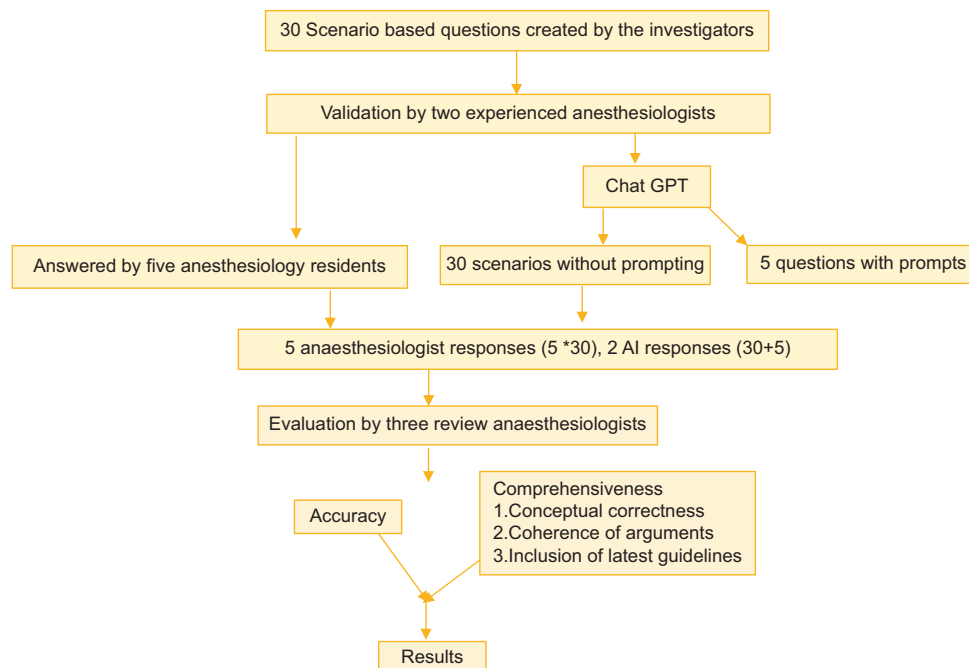 30 Scenario based questions created by the investigators
Validation by two experienced anesthesiologists
Chat GPT
Answered by five anesthesiology residents
30 scenarios without prompting
5 questions with prompts
5 anaesthesiologist responses (5 *30), 2 AI responses (30+5)
Evaluation by three review anaesthesiologists
Accuracy
Comprehensiveness
1.Conceptual correctness
2.Coherence of arguments
3.Inclusion of latest guidelines
Results